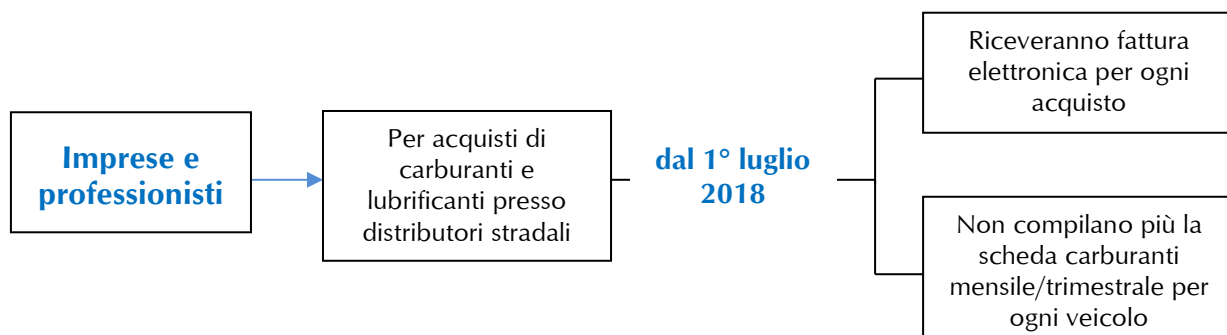 Imprese e
professionisti
Per acquisti di
carburanti e
lubrificanti presso
distributori stradali
dal 1° luglio
2018
Riceveranno fattura
elettronica per ogni
acquisto
Non compilano più la
scheda carburanti
mensile/trimestrale per
ogni veicolo